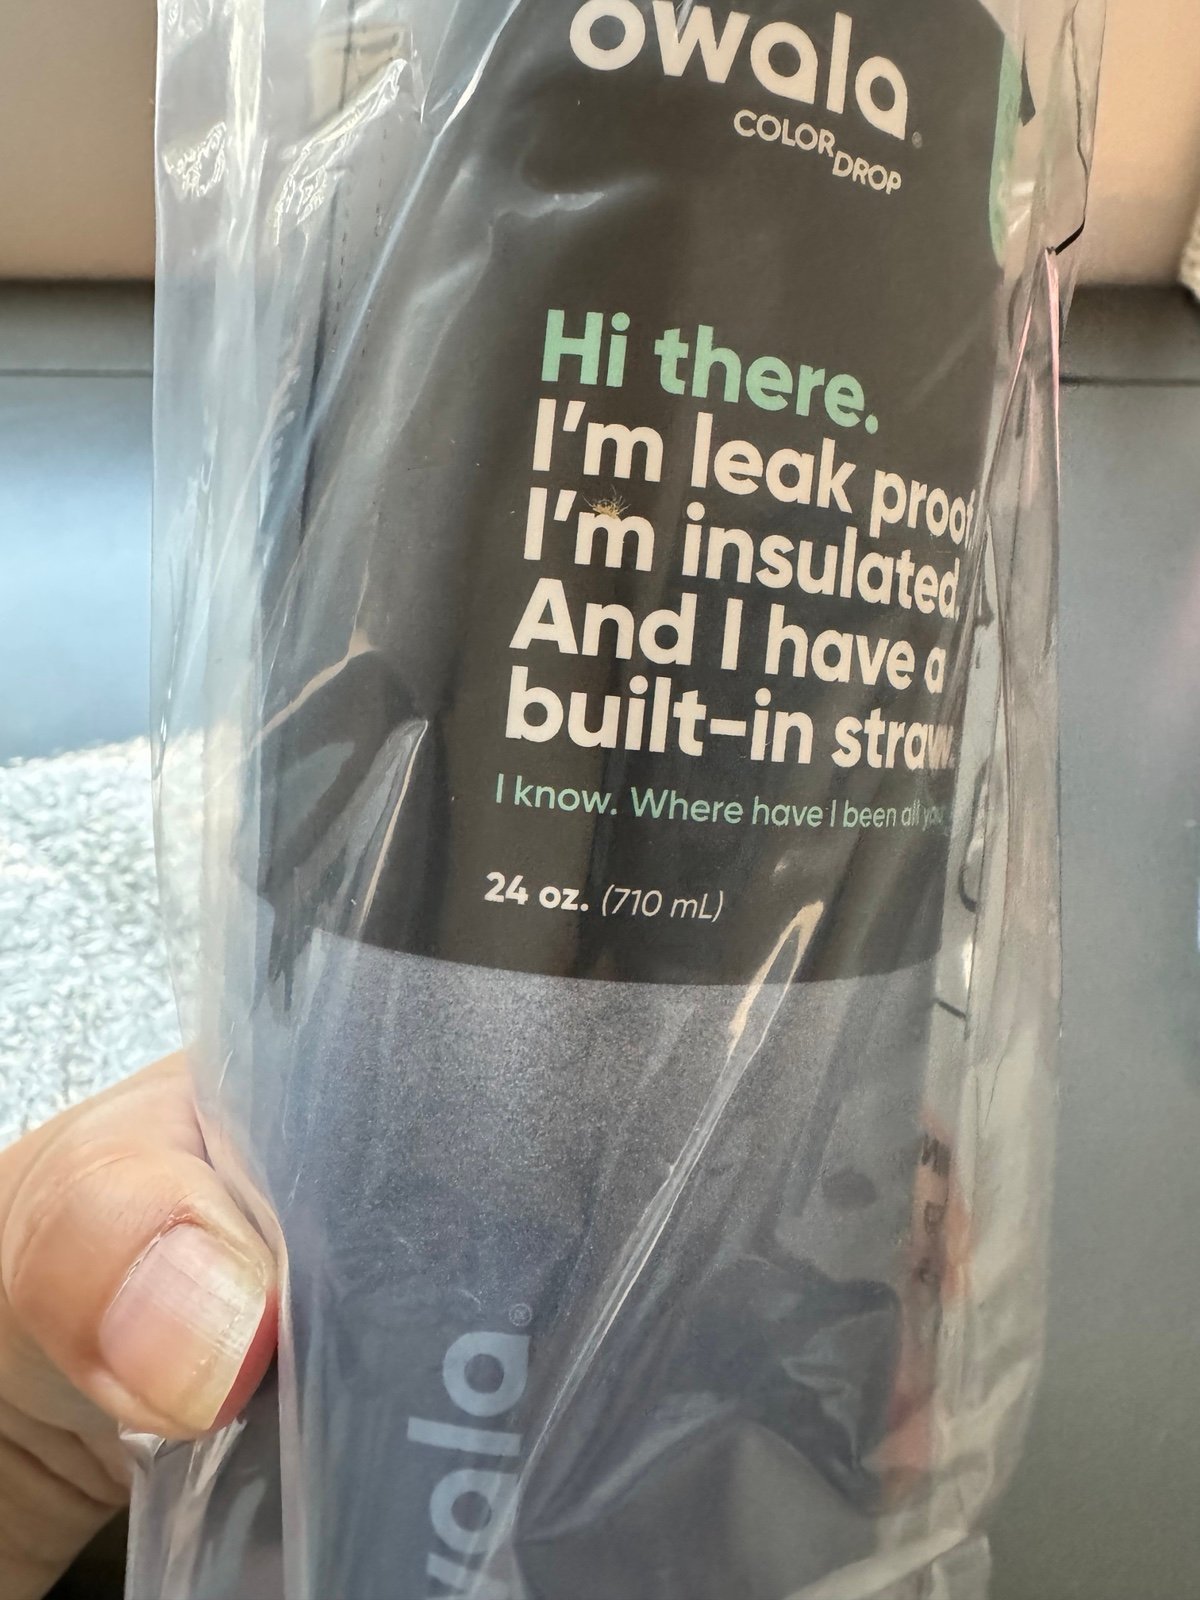 owala®
COLOR DROP
Hi there.
I'm leak proof
I'm insulated.
And I have a
built-in straw.
I know. Where have I been all
24 oz. (710 mL)